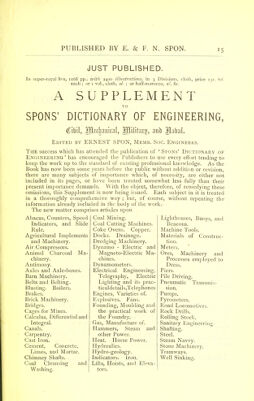 PUBLISHED BY E. & F. N. SPON. 15
JUST PUBLISHED.
In super-royal 8vo, 1168 pp., with 2400 illustrations, in 3 Divisions, cloth, price 13s. 6d.
each; or 1 vol., cloth, 2l.; or half-morocco, 2l. 8s.
A SUPPLEMENT
TO
SPONS' DICTIONARY OF ENGINEERING,
Civil, Mechanical, Military, and Naval.
EDITED BY ERNEST SPON, MEMB. SOC. ENGINEERS.
THE success which has attended the publication of 'SPONS' DICTIONARY OF
ENGINEERING' has encouraged the Publishers to use every effort tending to
keep the work up to the standard of existing professional knowledge. As the
Book has now been some years before the public without addition or revision,
there are many subjects of importance which, of necessity, are either not
included in its pages, or have been treated somewhat less fully than their
present importance demands. With the object, therefore, of remedying these
omissions, this Supplement is now being issued. Each subject in it is treated
in a thoroughly comprehensive way; but, of course, without repeating the
information already included in the body of the work.
The new matter comprises articles upon
Abacus, Counters, Speed
Indicators, and Slide
Rule.
Agricultural Implements
and Machinery.
Air Compressors.
Animal Charcoal Ma-
chinery.
Antimony.
Axles and Axle-boxes.
Barn Machinery.
Belts and Belting.
Blasting. Boilers.
Brakes.
Brick Machinery.
Bridges.
Cages for Mines.
Calculus, Differential and
Integral.
Canals.
Carpentry.
Cast Iron.
Cement, Concrete,
Limes, and Mortar.
Chimney Shafts.
Coal Cleansing and
Washing.
Coal Mining.
Coal Cutting Machines.
Coke Ovens. Copper.
Docks. Drainage.
Dredging Machinery.
Dynamo-Electric and
Magneto-Electric Ma-
chines.
Dynamometers.
Electrical Engineering,
Telegraphy, Electric
Lighting and its prac-
tical details, Telephones
Engines, Varieties of.
Explosives. Fans.
Founding, Moulding and
the practical work of
the Foundry.
Gas, Manufacture of.
Hammers, Steam and
other Power.
Heat. Horse Power.
Hydraulics.
Hydro-geology.
Indicators. Iron.
Lifts, Hoists, and Eleva-
tors.
Lighthouses, Buoys, and
Beacons.
Machine Tools.
Materials of Construc-
tion.
Meters.
Ores, Machinery and
Processes employed to
Dress.
Piers.
Pile Driving.
Pneumatic Transmis-
sion.
Pumps.
Pyrometers.
Road Locomotives.
Rock Drills.
Rolling Stock.
Sanitary Engineering.
Shafting.
Steel.
Steam Navvy.
Stone Machinery.
Tramways.
Well Sinking.